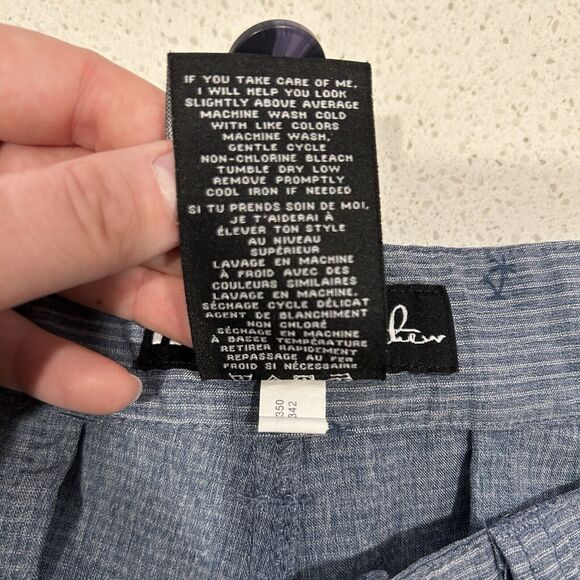 IF YOU TAKE CARE OF ME,
I WILL HELP YOU LOOK
SLIGHTLY ABOVE AVERAGE
MACHINE WASH COLD
WITH LIKE COLORS
MACHINE WASH,
GENTLE CYCLE
NON-CHLORINE BLEACH
TUMBLE DRY LOW
REMOVE PROMPTLY
COOL IRON IF NEEDED
SI TU PRENDS SOIN DE MOI,
JE T'AIDERAI À
ÉLEVER TON STYLE
AU NIVEAU
SUPÉRIEUR
LAVAGE EN MACHINE
À FROID AVEC DES
COULEURS SIMILAIRES
LAVAGE EN MACHINE,
SÉCHAGE CYCLE DÉLICAT
AGENT DE BLANCHIMENT
NON CHLORÉ
SÉCHAGE EN MACHINE
À BASSE TEMPÉRATURE
RETIRER RAPIDEMENT
REPASSAGE AU FER
FROID SI NÉCESSAIRE
350
342